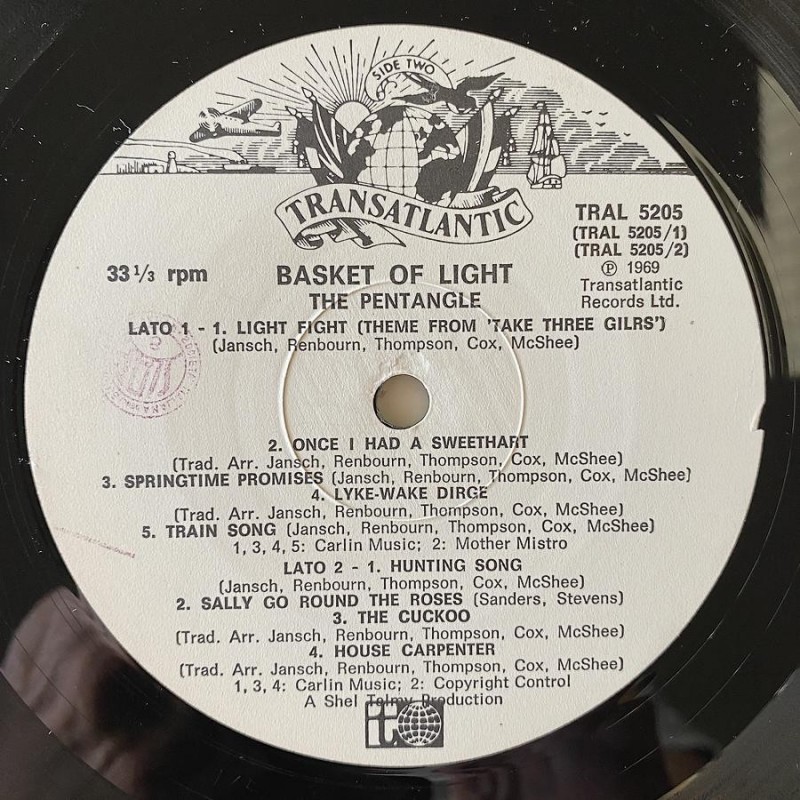 SIDE TWO
TRANSATLANTIC
TRAL 5205
(TRAL 5205/1)
(TRAL 5205/2)
℗ 1969
Transatlantic
Records Ltd.
33 1/3 rpm
BASKET OF LIGHT
THE PENTANGLE
LATO 1 - 1. LIGHT FIGHT (THEME FROM 'TAKE THREE GILRS')
(Jansch, Renbourn, Thompson, Cox, McShee)
2. ONCE I HAD A SWEETHART
(Trad. Arr. Jansch, Renbourn, Thompson, Cox, McShee)
3. SPRINGTIME PROMISES (Jansch, Renbourn, Thompson, Cox, McShee)
4. LYKE-WAKE DIRGE
(Trad. Arr. Jansch, Renbourn, Thompson, Cox, McShee)
5. TRAIN SONG (Jansch, Renbourn, Thompson, Cox, McShee)
1, 3, 4, 5: Carlin Music; 2: Mother Mistro
LATO 2 - 1. HUNTING SONG
(Jansch, Renbourn, Thompson, Cox, McShee)
2. SALLY GO ROUND THE ROSES (Sanders, Stevens)
3. THE CUCKOO
(Trad. Arr. Jansch, Renbourn, Thompson, Cox, McShee)
4. HOUSE CARPENTER
(Trad. Arr. Jansch, Renbourn, Thompson, Cox, McShee)
1, 3, 4: Carlin Music; 2: Copyright Control
A Shel Talmy Production
it